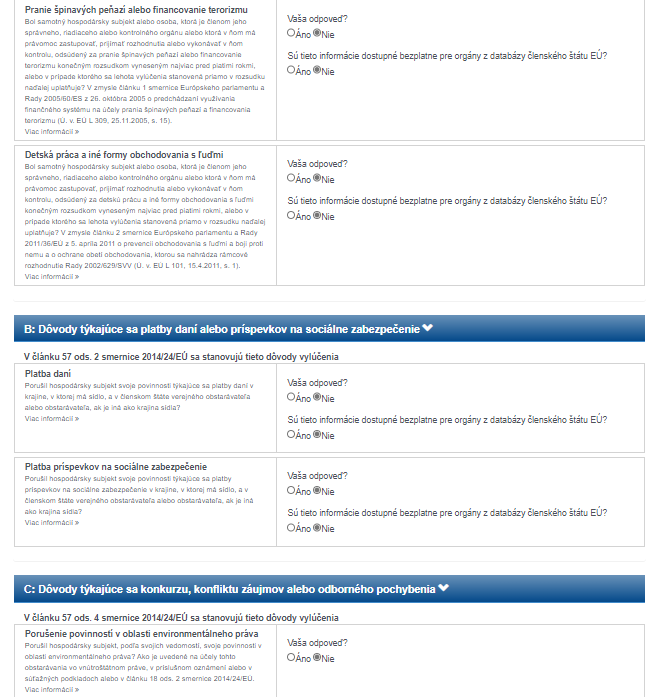 Pranie špinavých peňazí alebo financovanie terorizmu
Bol samotný hospodársky subjekt alebo osoba, ktorá je členom jeho
správneho, riadiaceho alebo kontrolného orgánu alebo ktorá v ňom má
právomoc zastupovať, prijímať rozhodnutia alebo vykonávať v ňom
kontrolu, odsúdený za pranie špinavých peňazí alebo financovanie
terorizmu konečným rozsudkom vyneseným najviac pred piatimi rokmi,
alebo v prípade ktorého sa lehota vylúčenia stanovená priamo v rozsudku
naďalej uplatňuje? V zmysle článku 1 smernice Európskeho parlamentu a
Rady 2005/60/ES z 26. októbra 2005 o predchádzaní využívania
finančného systému na účely prania špinavých peňazí a financovania
terorizmu (Ú. v. EÚ L 309, 25.11.2005, s. 15).
Viac informácií »
Vaša odpoveď?
Áno Nie
Sú tieto informácie dostupné bezplatne pre orgány z databázy členského štátu EÚ?
Áno Nie
Detská práca a iné formy obchodovania s ľuďmi
Bol samotný hospodársky subjekt alebo osoba, ktorá je členom jeho
správneho, riadiaceho alebo kontrolného orgánu alebo ktorá v ňom má
právomoc zastupovať, prijímať rozhodnutia alebo vykonávať v ňom
kontrolu, odsúdený za detskú prácu a iné formy obchodovania s ľuďmi
konečným rozsudkom vyneseným najviac pred piatimi rokmi, alebo v
prípade ktorého sa lehota vylúčenia stanovená priamo v rozsudku naďalej
uplatňuje? V zmysle článku 2 smernice Európskeho parlamentu a Rady
2011/36/EÚ z 5. apríla 2011 o prevencii obchodovania s ľuďmi a boji proti
nemu a o ochrane obetí obchodovania, ktorou sa nahrádza rámcové
rozhodnutie Rady 2002/629/SVV (Ú. v. EÚ L 101, 15.4.2011, s. 1).
Viac informácií »
Vaša odpoveď?
Áno Nie
Sú tieto informácie dostupné bezplatne pre orgány z databázy členského štátu EÚ?
Áno Nie
B: Dôvody týkajúce sa platby daní alebo príspevkov na sociálne zabezpečenie
V článku 57 ods. 2 smernice 2014/24/EÚ sa stanovujú tieto dôvody vylúčenia
Platba daní
Porušil hospodársky subjekt svoje povinnosti týkajúce sa platby daní v
krajine, v ktorej má sídlo, a v členskom štáte verejného obstarávateľa
alebo obstarávateľa, ak je iná ako krajina sídla?
Viac informácií »
Vaša odpoveď?
Áno Nie
Sú tieto informácie dostupné bezplatne pre orgány z databázy členského štátu EÚ?
Áno Nie
Platba príspevkov na sociálne zabezpečenie
Porušil hospodársky subjekt svoje povinnosti týkajúce sa platby
príspevkov na sociálne zabezpečenie v krajine, v ktorej má sídlo, a v
členskom štáte verejného obstarávateľa alebo obstarávateľa, ak je iná
ako krajina sídla?
Viac informácií »
Vaša odpoveď?
Áno Nie
Sú tieto informácie dostupné bezplatne pre orgány z databázy členského štátu EÚ?
Áno Nie
C: Dôvody týkajúce sa konkurzu, konfliktu záujmov alebo odborného pochybenia
V článku 57 ods. 4 smernice 2014/24/EÚ sa stanovujú tieto dôvody vylúčenia
Porušenie povinností v oblasti environmentálneho práva
Porušil hospodársky subjekt, podľa svojich vedomostí, svoje povinnosti v
oblasti environmentálneho práva? Ako je uvedené na účely tohto
obstarávania vo vnútroštátnom práve, v príslušnom oznámení alebo v
súťažných podkladoch alebo v článku 18 ods. 2 smernice 2014/24/EÚ.
Viac informácií »
Vaša odpoveď?
Áno Nie